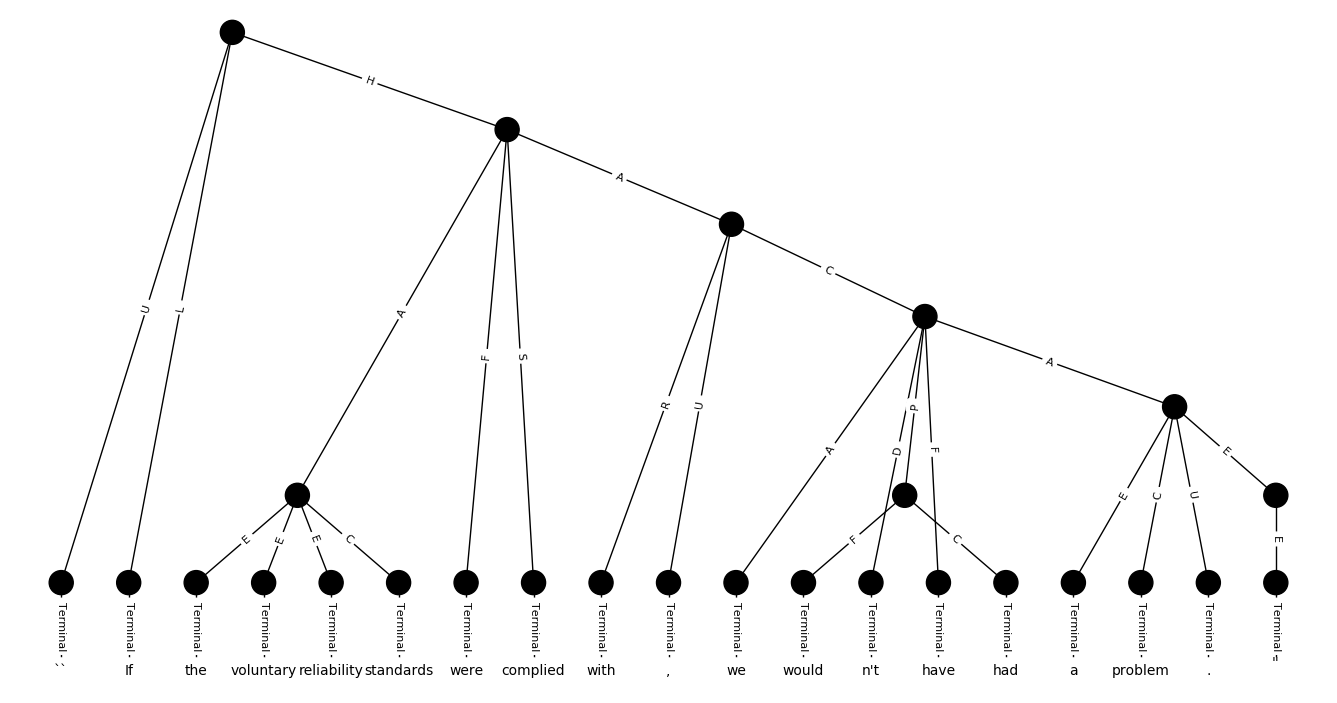 H
A
C
A
U
L
A
F
S
R
U
A
D
P
F
E
C
U
E
E
E
E
C
F
C
E
Terminal Terminal Terminal Terminal Terminal Terminal Terminal Terminal Terminal Terminal Terminal Terminal Terminal Terminal Terminal Terminal Terminal Terminal Terminal
`` If the voluntary reliability standards were complied with , we would n't have had a problem . "